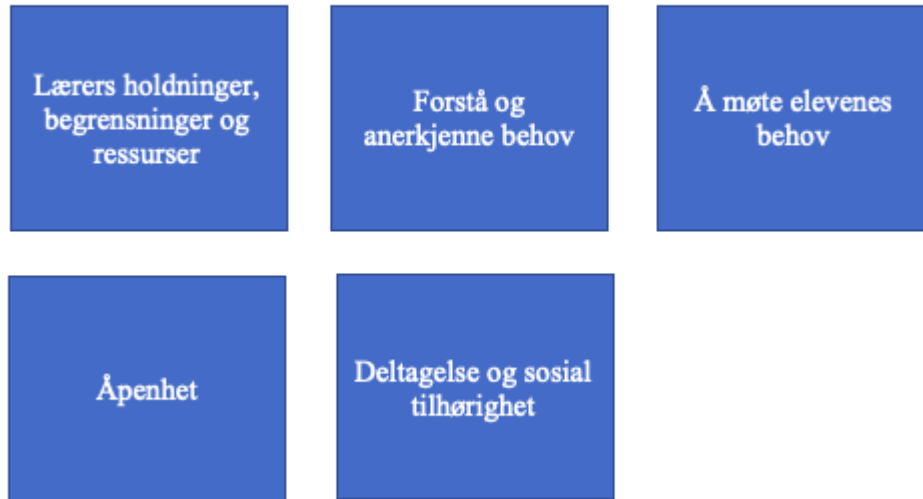 Lærers holdninger,
begrensninger og
ressurser
Forstå og
anerkjenne behov
Å møte elevenes
behov
Åpenhet
Deltagelse og sosial
tilhørighet